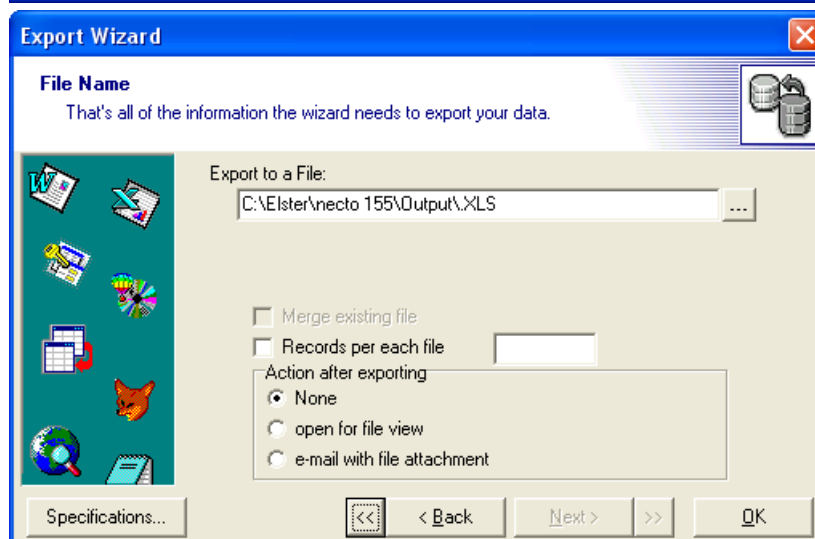 Export Wizard
File Name
That's all of the information the wizard needs to export your data.
Export to a File:
C:\Elster\necto 155\Output\.XLS
...
Merge existing file
Records per each file
Action after exporting
None
open for file view
e-mail with file attachment
Specifications... << < Back Next > >> OK